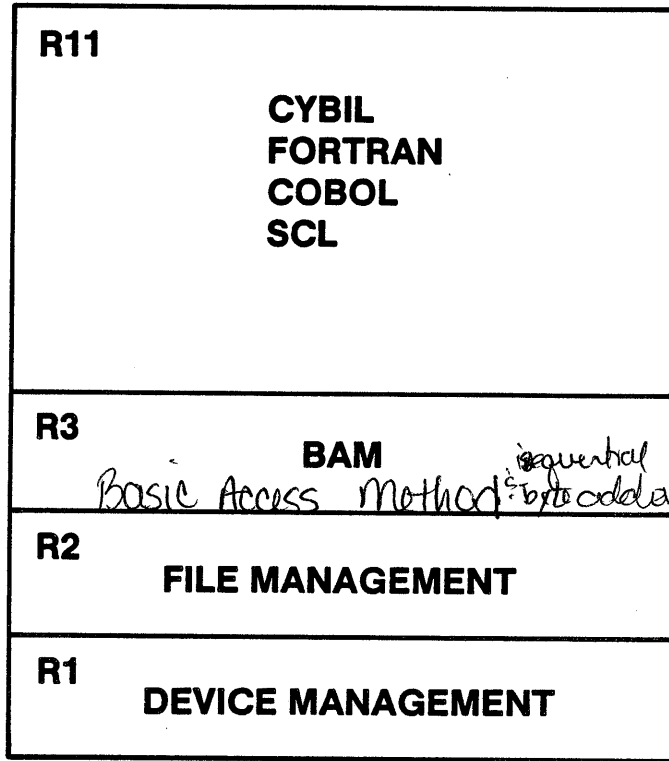 R11
CYBIL
FORTRAN
COBOL
SCL
R3
BAM
sequential
Basic Access Method
R2
FILE MANAGEMENT
R1
DEVICE MANAGEMENT